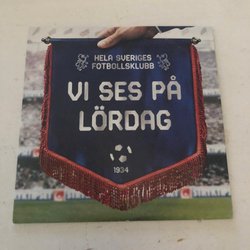 HELA SVERIGES
FOTBOLLSKLUBB
VI SES PÅ
LÖRDAG
1934